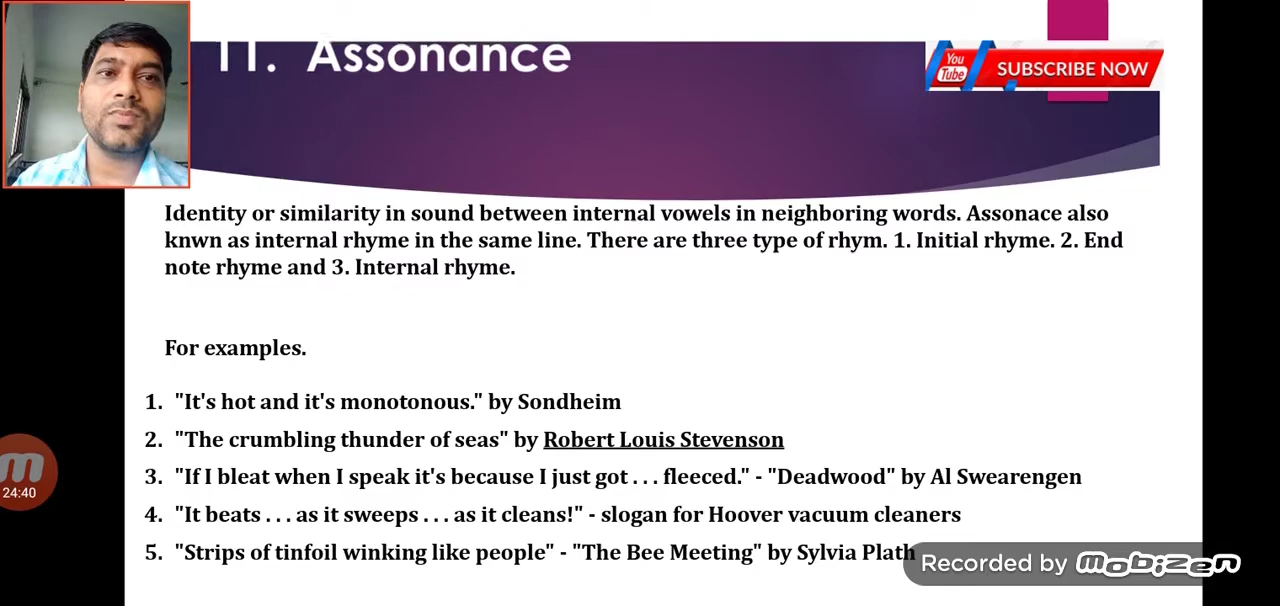 11. Assonance
You
Tube
SUBSCRIBE NOW
Identity or similarity in sound between internal vowels in neighboring words. Assonace also
knwn as internal rhyme in the same line. There are three type of rhym. 1. Initial rhyme. 2. End
note rhyme and 3. Internal rhyme.
For examples.
1. "It's hot and it's monotonous." by Sondheim
2. "The crumbling thunder of seas" by Robert Louis Stevenson
3. "If I bleat when I speak it's because I just got . . . fleeced." - "Deadwood" by Al Swearengen
4. "It beats . . . as it sweeps . . . as it cleans!" - slogan for Hoover vacuum cleaners
5. "Strips of tinfoil winking like people" - "The Bee Meeting" by Sylvia Plath
24:40
Recorded by mobizen